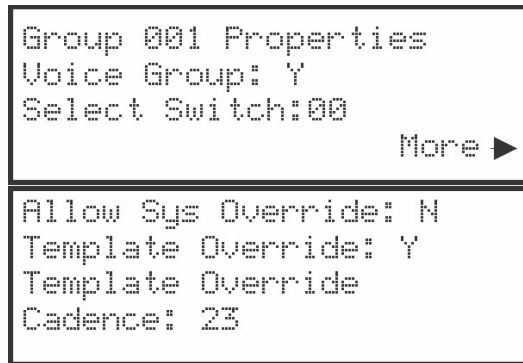 Group 001 Properties
Voice Group: Y
Select Switch:00
More ►
Allow Sys Override: N
Template Override: Y
Template Override
Cadence: 23